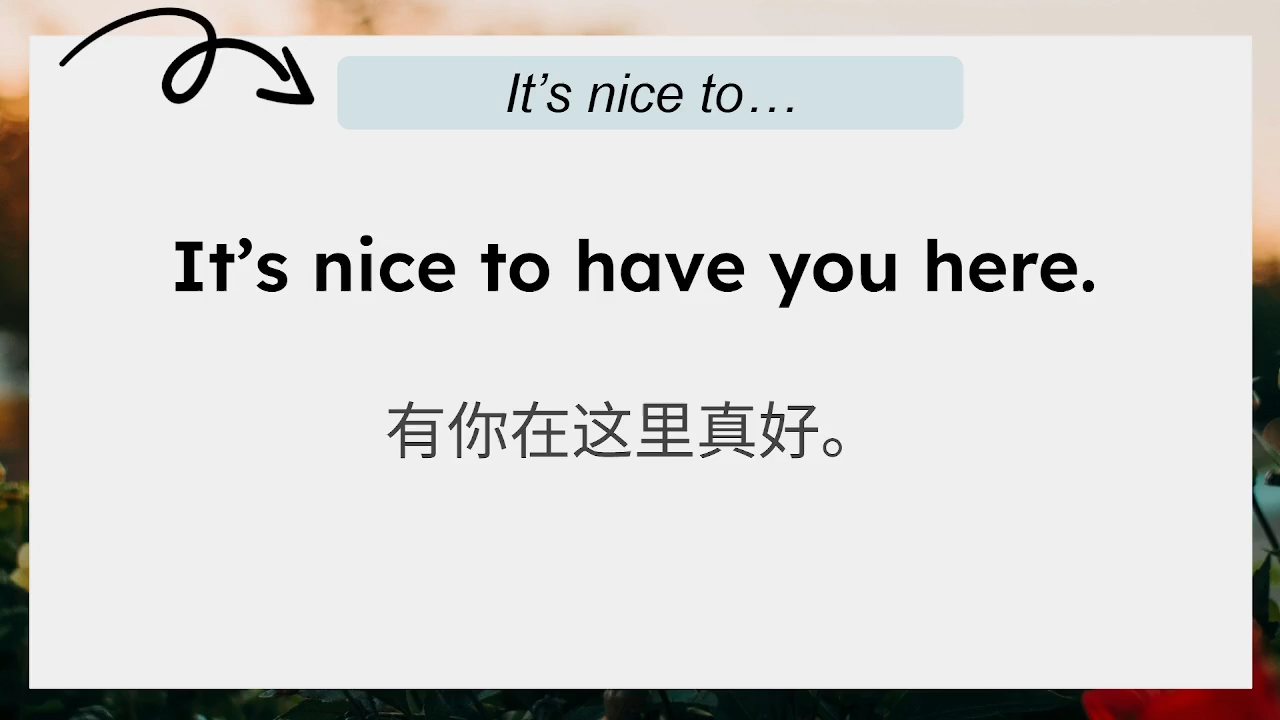 It’s nice to…
It’s nice to have you here.
有你在这里真好。